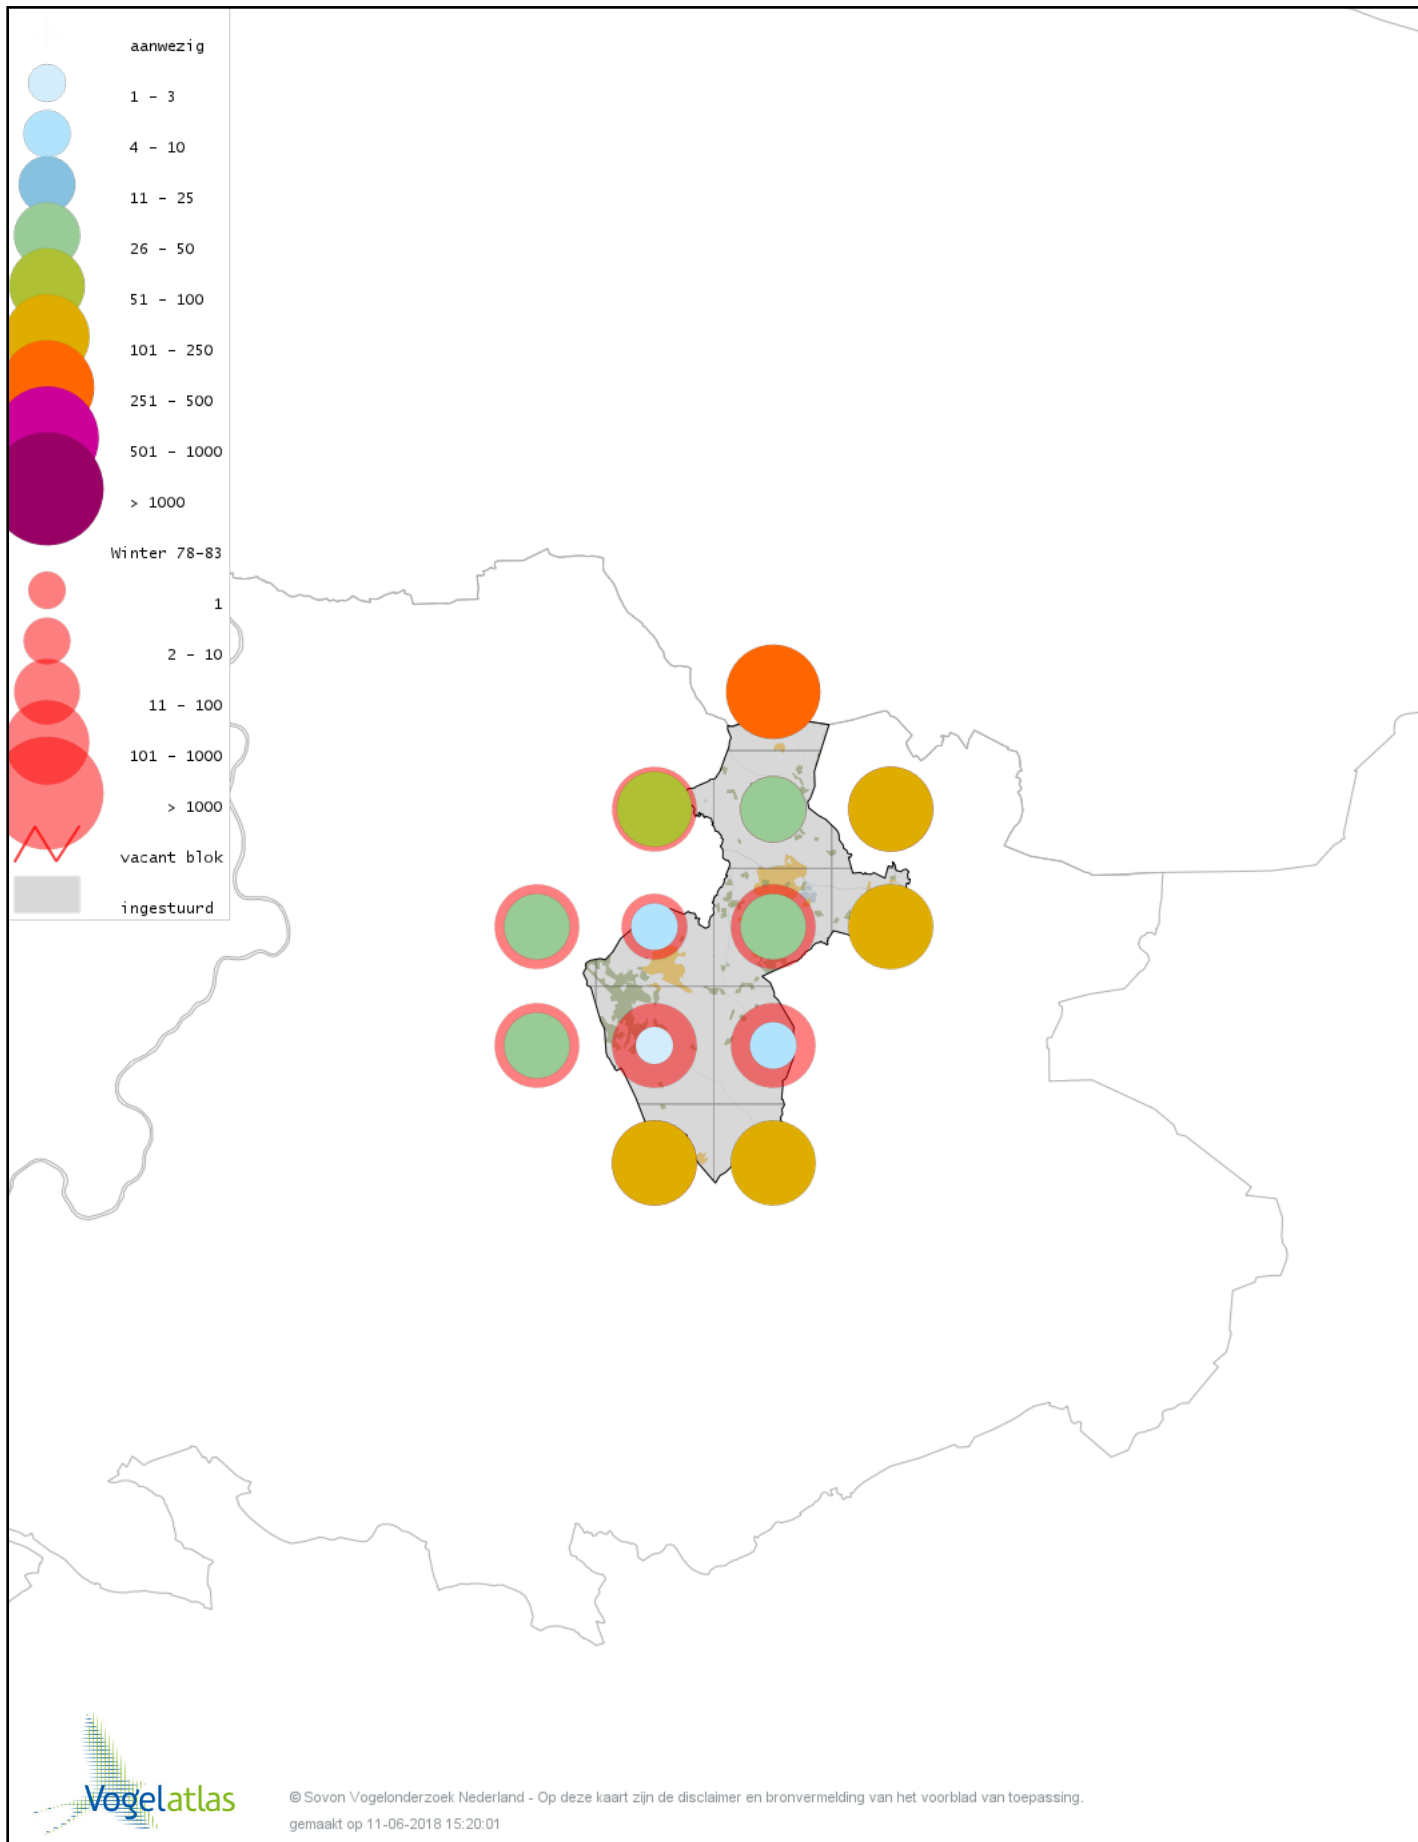 aanwezig
1 - 3
4 - 10
11 - 25
26 - 50
51 - 100
101 - 250
251 - 500
501 - 1000
> 1000
Winter 78-83
1
2 - 10
11 - 100
101 - 1000
> 1000
vacant blok
ingestuurd
Vogelatlas
© Sovon Vogelonderzoek Nederland - Op deze kaart zijn de disclaimer en bronvermelding van het voorblad van toepassing.
gemaakt op 11-06-2018 15:20:01